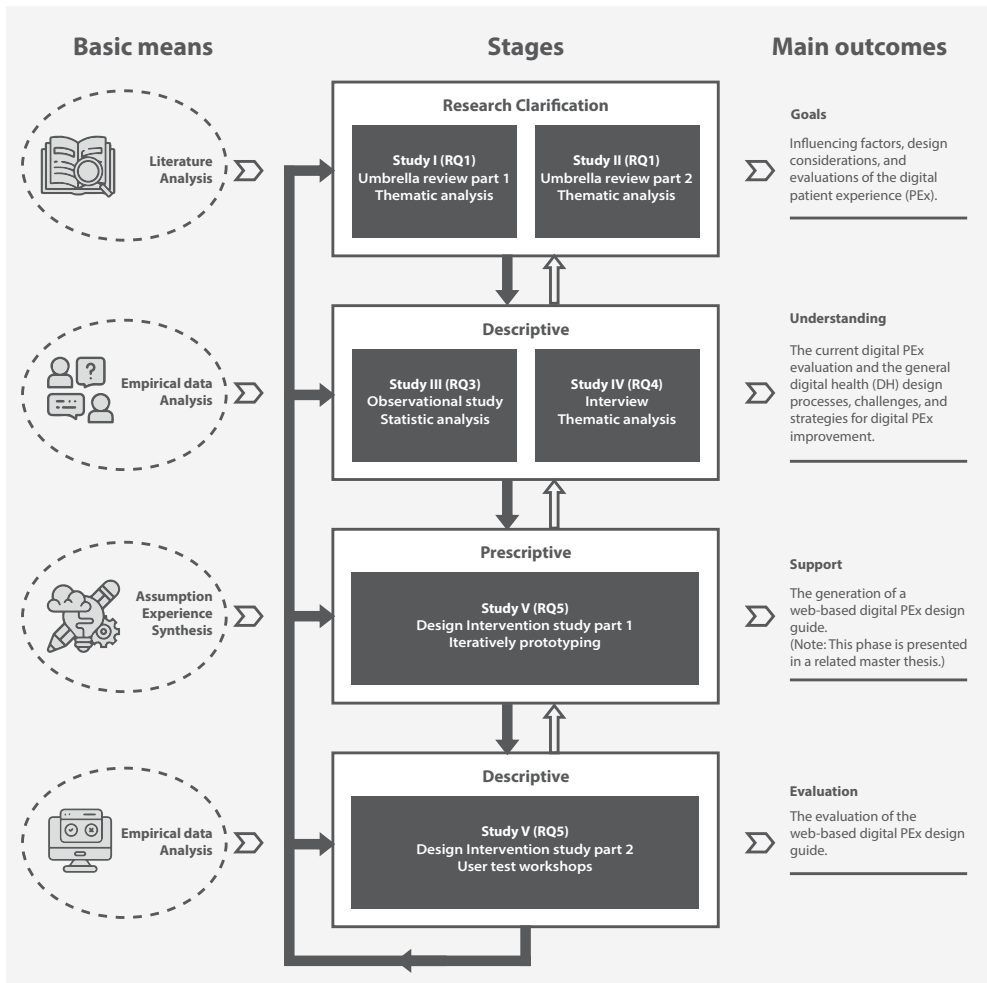 Basic means
Stages
Main outcomes
Literature
Analysis
Research Clarification
Study I (RQ1)
Umbrella review part 1
Thematic analysis
Study II (RQ1)
Umbrella review part 2
Thematic analysis
Goals
Influencing factors, design
considerations, and
evaluations of the digital
patient experience (PEx).
Empirical data
Analysis
Descriptive
Study III (RQ3)
Observational study
Statistic analysis
Study IV (RQ4)
Interview
Thematic analysis
Understanding
The current digital PEx
evaluation and the general
digital health (DH) design
processes, challenges, and
strategies for digital PEx
improvement.
Assumption
Experience
Synthesis
Prescriptive
Study V (RQ5)
Design Intervention study part 1
Iteratively prototyping
Support
The generation of a
web-based digital PEx design
guide.
(Note: This phase is presented
in a related master thesis.)
Empirical data
Analysis
Descriptive
Study V (RQ5)
Design Intervention study part 2
User test workshops
Evaluation
The evaluation of the
web-based digital PEx design
guide.